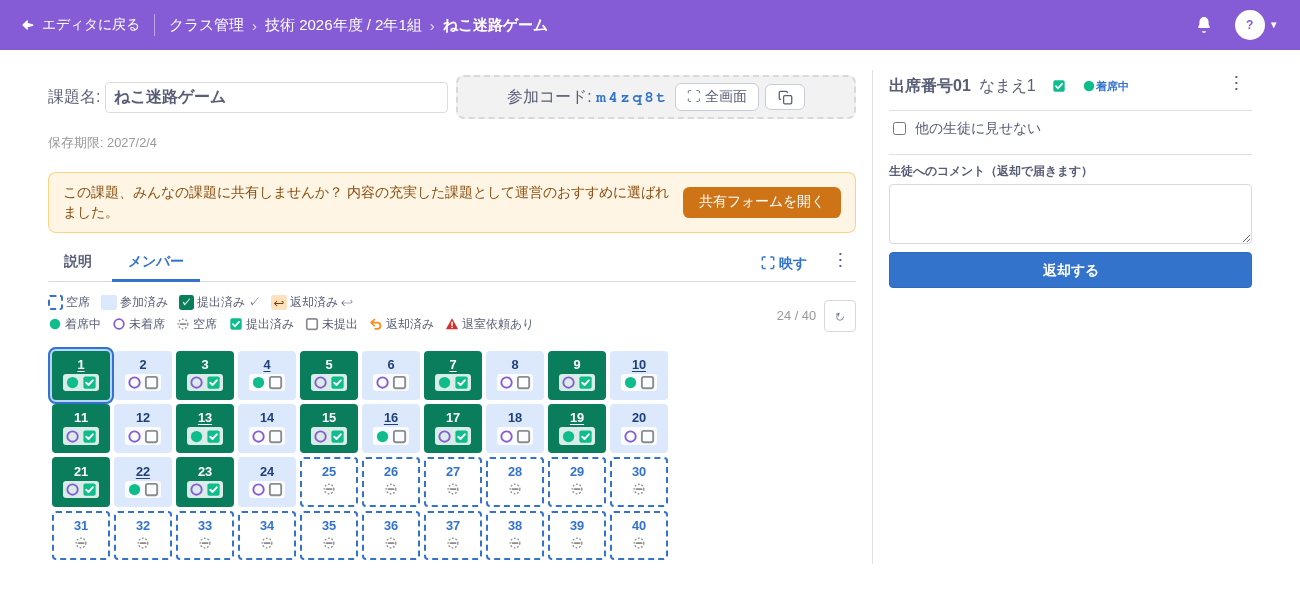 エディタに戻る クラス管理 › 技術 2026年度 / 2年1組 › ねこ迷路ゲーム ? ▼
課題名: ねこ迷路ゲーム 参加コード: m4zq8t 全画面
保存期限: 2027/2/4
この課題、みんなの課題に共有しませんか？ 内容の充実した課題として運営のおすすめに選ばれ
ました。
共有フォームを開く
説明 メンバー 映す
空席 参加済み 提出済み ✓ 返却済み ↩
着席中 未着席 空席 提出済み 未提出 返却済み 退室依頼あり
24 / 40
1 2 3 4 5 6 7 8 9 10
11 12 13 14 15 16 17 18 19 20
21 22 23 24 25 26 27 28 29 30
31 32 33 34 35 36 37 38 39 40
出席番号01 なまえ1 着席中
他の生徒に見せない
生徒へのコメント（返却で届きます）
返却する